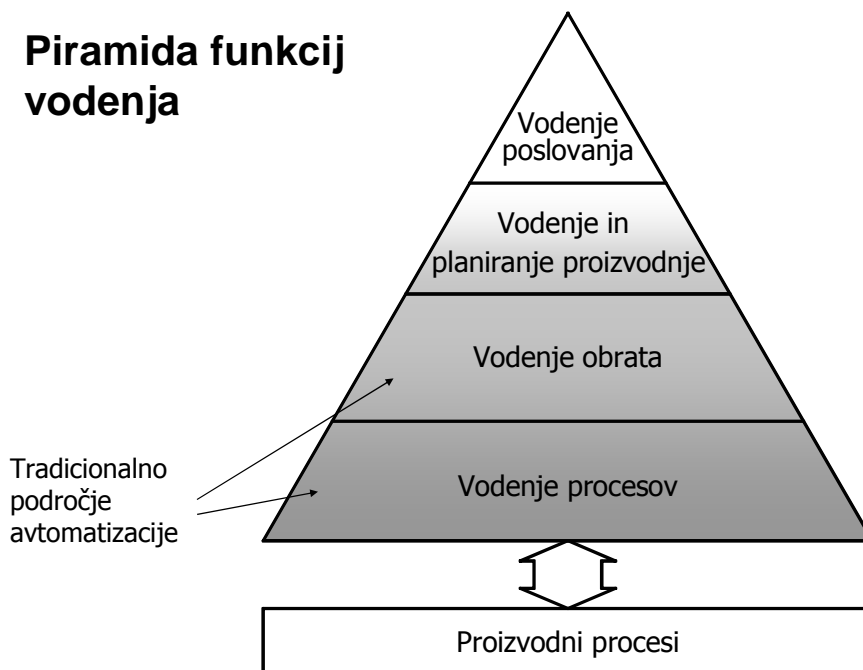 Piramida funkcij
vodenja
Vodenje
poslovanja
Vodenje in
planiranje proizvodnje
Vodenje obrata
Vodenje procesov
Tradicionalno
področje
avtomatizacije
Proizvodni procesi